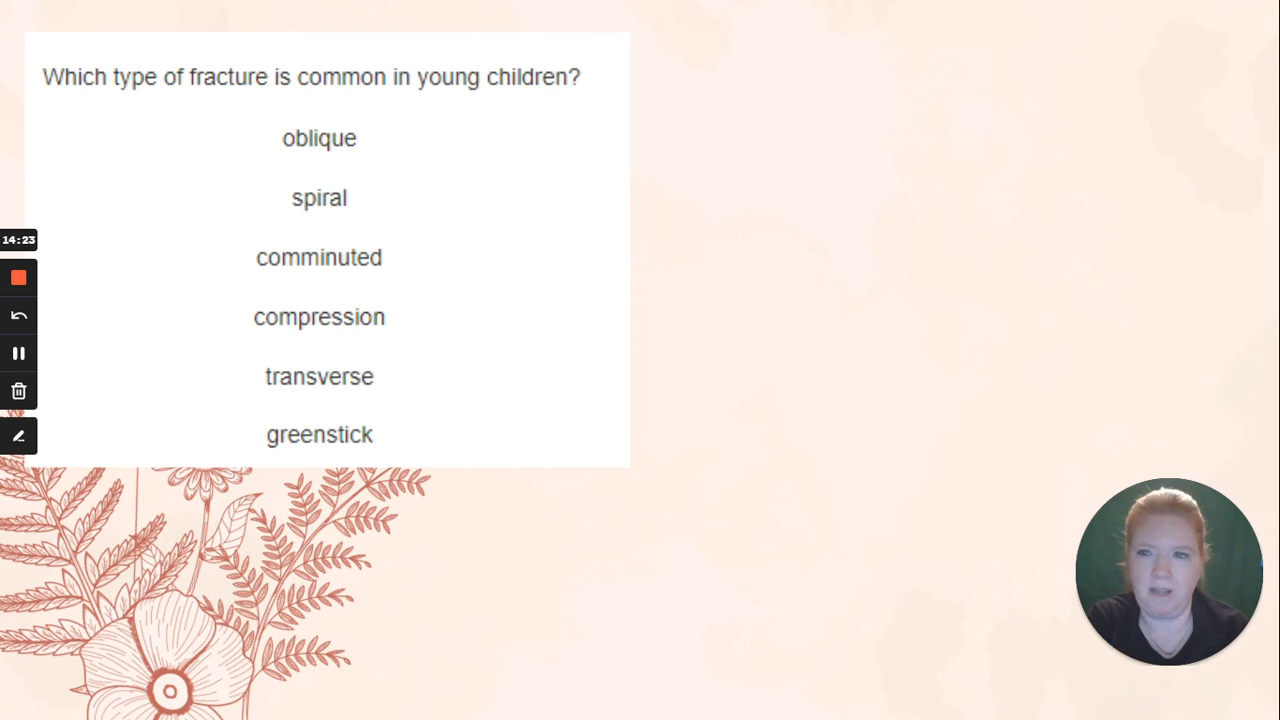 Which type of fracture is common in young children?
oblique
spiral
14:23
comminuted
compression
transverse
greenstick